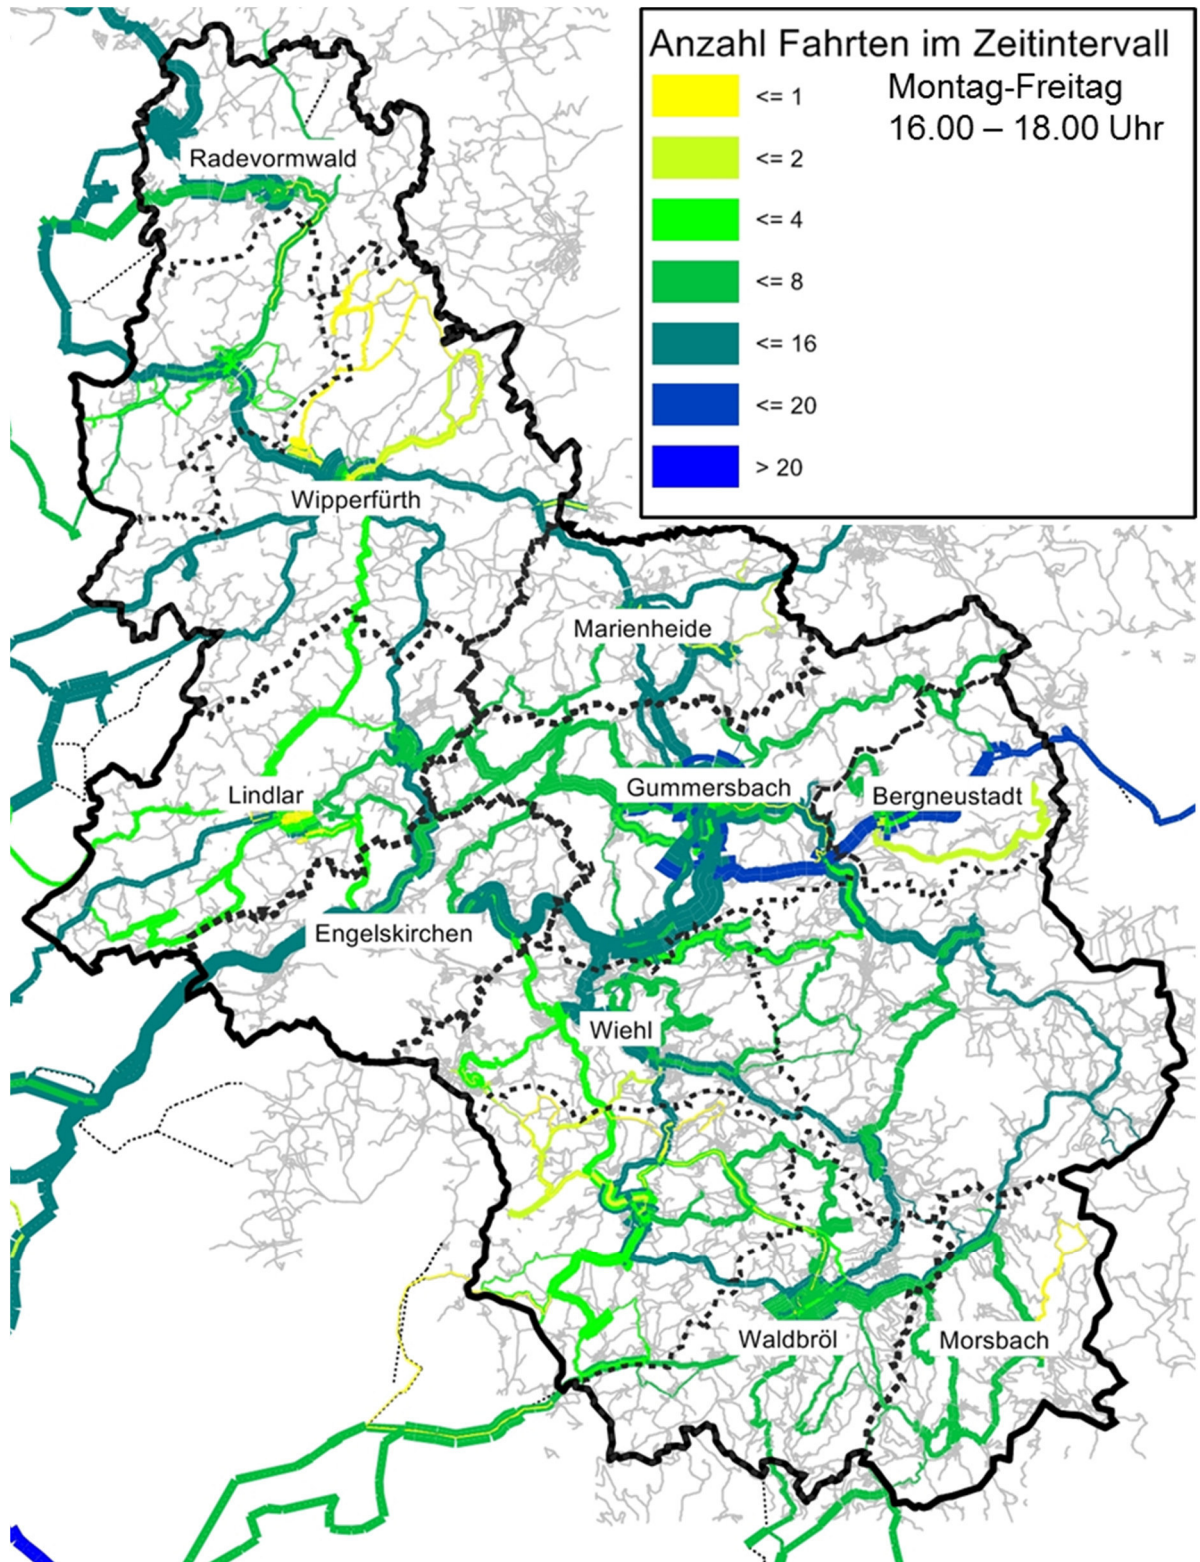 Anzahl Fahrten im Zeitintervall
Montag-Freitag
16.00 – 18.00 Uhr
<= 1
<= 2
<= 4
<= 8
<= 16
<= 20
> 20
Radevormwald
Wipperfürth
Marienheide
Gummersbach
Lindlar
Bergneustadt
Engelskirchen
Wiehl
Waldbröl
Morsbach